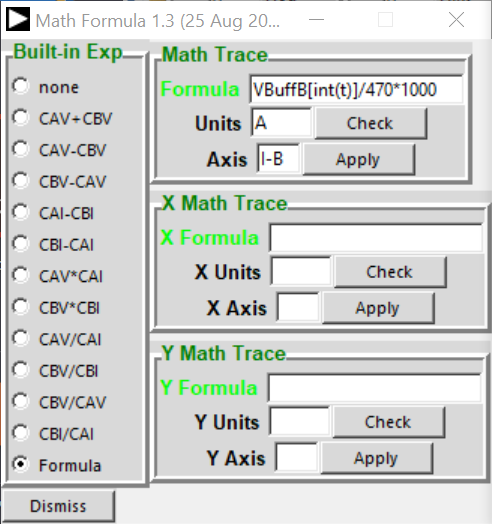 Math Formula 1.3 (25 Aug 20...
Built-in Exp
none
CAV+CBV
CAV-CBV
CBV-CAV
CAI-CBI
CBI-CAI
CAV*CAI
CBV*CBI
CAV/CAI
CBV/CBI
CBV/CAV
CBI/CAI
Formula
Dismiss
Math Trace
Formula VBuffB[int(t)]/470*1000
Units A Check
Axis I-B Apply
X Math Trace
X Formula
X Units Check
X Axis Apply
Y Math Trace
Y Formula
Y Units Check
Y Axis Apply